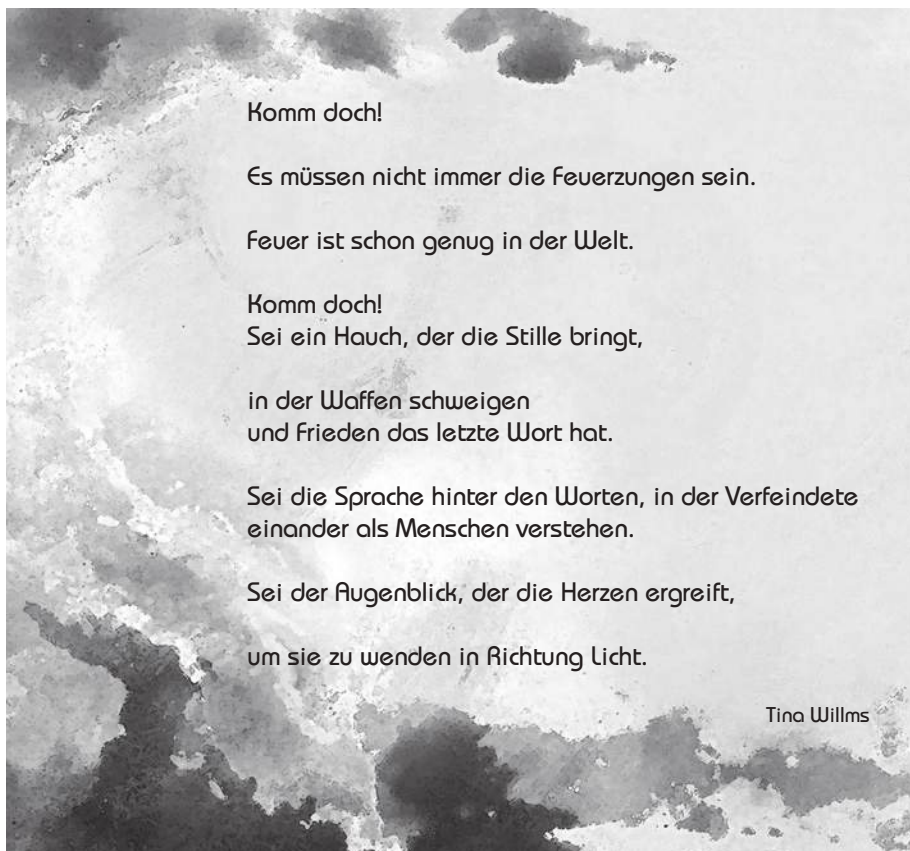 Komm doch!
Es müssen nicht immer die Feuerzungen sein.
Feuer ist schon genug in der Welt.
Komm doch!
Sei ein Hauch, der die Stille bringt,
in der Waffen schweigen
und Frieden das letzte Wort hat.
Sei die Sprache hinter den Worten, in der Verfeindete
einander als Menschen verstehen.
Sei der Augenblick, der die Herzen ergreift,
um sie zu wenden in Richtung Licht.
Tina Willms